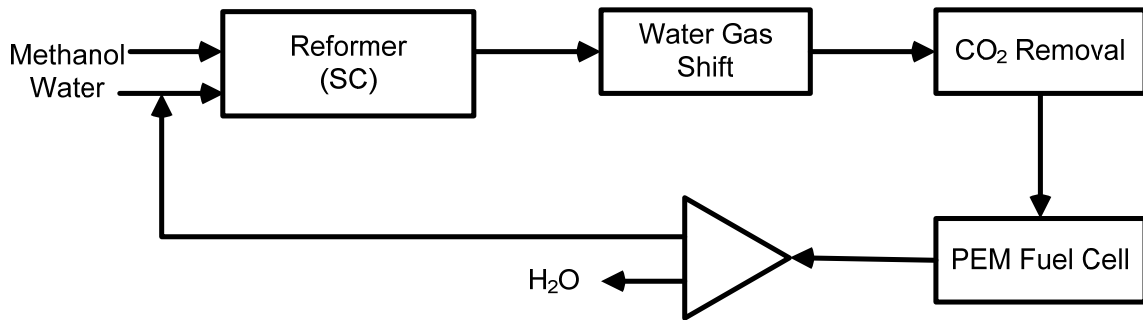 Methanol
Water
Reformer
(SC)
Water Gas
Shift
CO₂ Removal
PEM Fuel Cell
H₂O